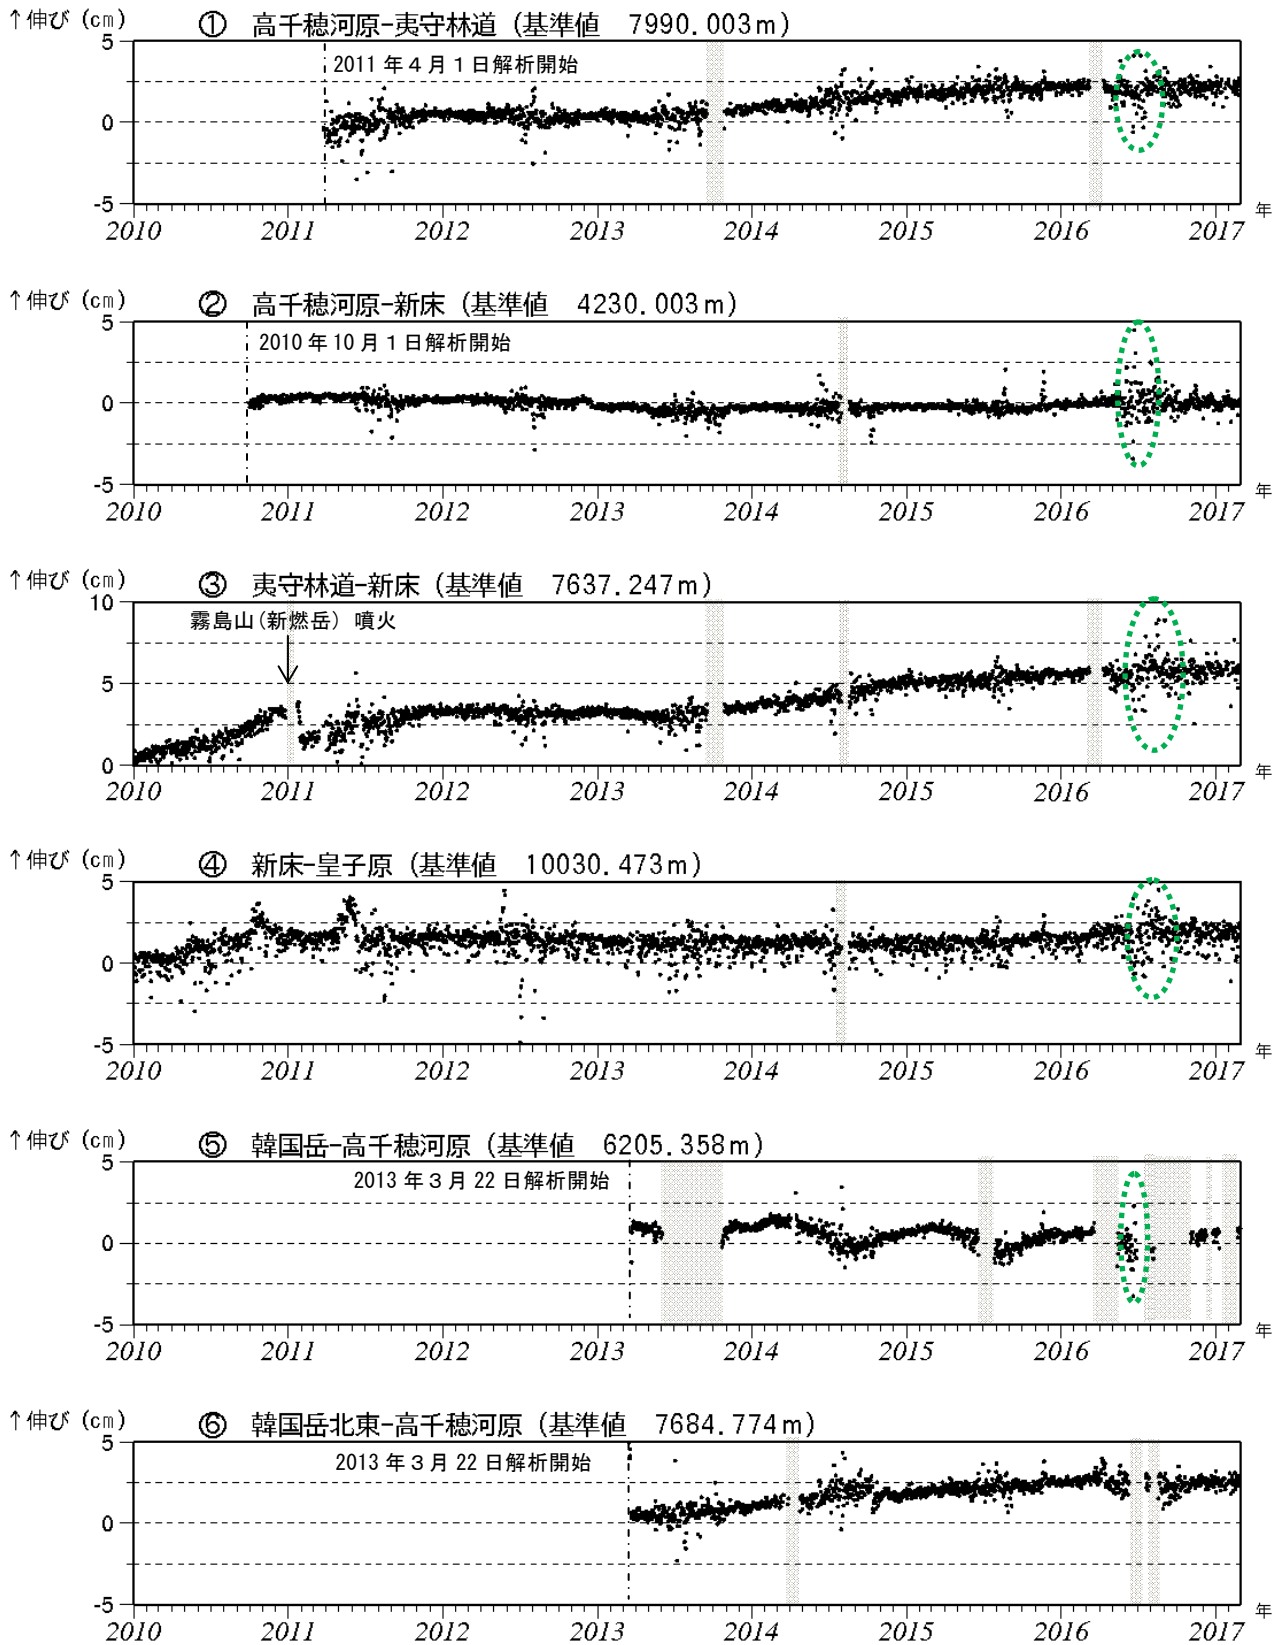 ↑伸び (cm) ① 高千穂河原-夷守林道 (基準値 7990.003m)
5
2011 年 4 月 1 日解析開始
0
-5
2010 2011 2012 2013 2014 2015 2016 2017 年
↑伸び (cm) ② 高千穂河原-新床 (基準値 4230.003m)
5
2010 年 10 月 1 日解析開始
0
-5
2010 2011 2012 2013 2014 2015 2016 2017 年
↑伸び (cm) ③ 夷守林道-新床 (基準値 7637.247m)
10
霧島山(新燃岳) 噴火
5
0
2010 2011 2012 2013 2014 2015 2016 2017 年
↑伸び (cm) ④ 新床-皇子原 (基準値 10030.473m)
5
0
-5
2010 2011 2012 2013 2014 2015 2016 2017 年
↑伸び (cm) ⑤ 韓国岳-高千穂河原 (基準値 6205.358m)
5
2013 年 3 月 22 日解析開始
0
-5
2010 2011 2012 2013 2014 2015 2016 2017 年
↑伸び (cm) ⑥ 韓国岳北東-高千穂河原 (基準値 7684.774m)
5
2013 年 3 月 22 日解析開始
0
-5
2010 2011 2012 2013 2014 2015 2016 2017 年